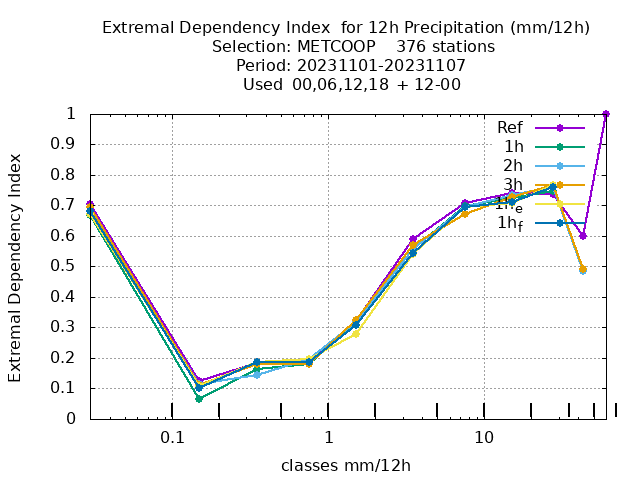 Extremal Dependency Index  for 12h Precipitation (mm/12h)
Selection: METCOOP    376 stations
Period: 20231101-20231107
Used  00,06,12,18  + 12-00
Extremal Dependency Index
1
0.9
0.8
0.7
0.6
0.5
0.4
0.3
0.2
0.1
0
0.1
1
10
classes mm/12h
Ref
1h
2h
3h
1he
1hf